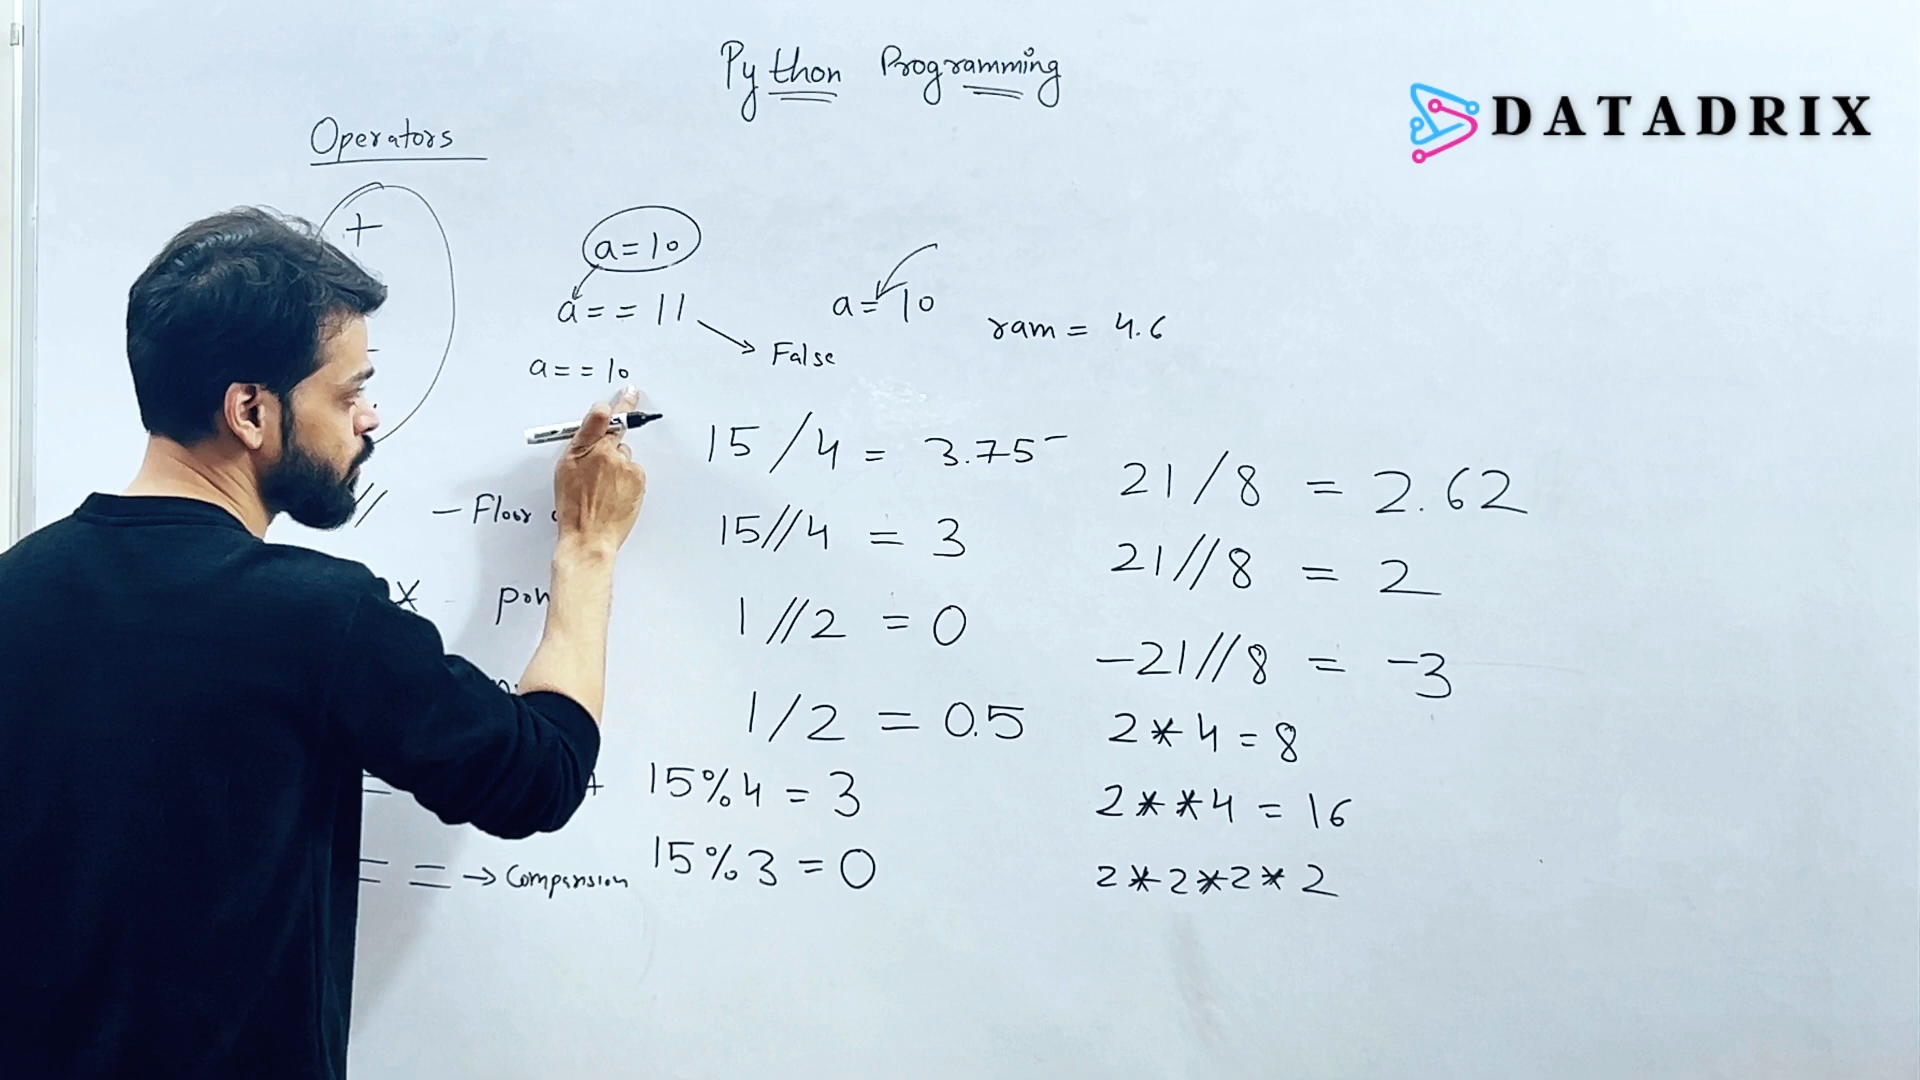 Python Programming
DATADRIX
Operators
+
a=10
a==11
False
a==10
a=10
ram = 4.6
// - Floor
==→ Comparsion
15/4 = 3.75
15//4 = 3
1//2 = 0
1/2 = 0.5
15%4 = 3
15%3 = 0
21/8 = 2.62
21//8 = 2
-21//8 = -3
2*4=8
2**4 = 16
2*2*2*2